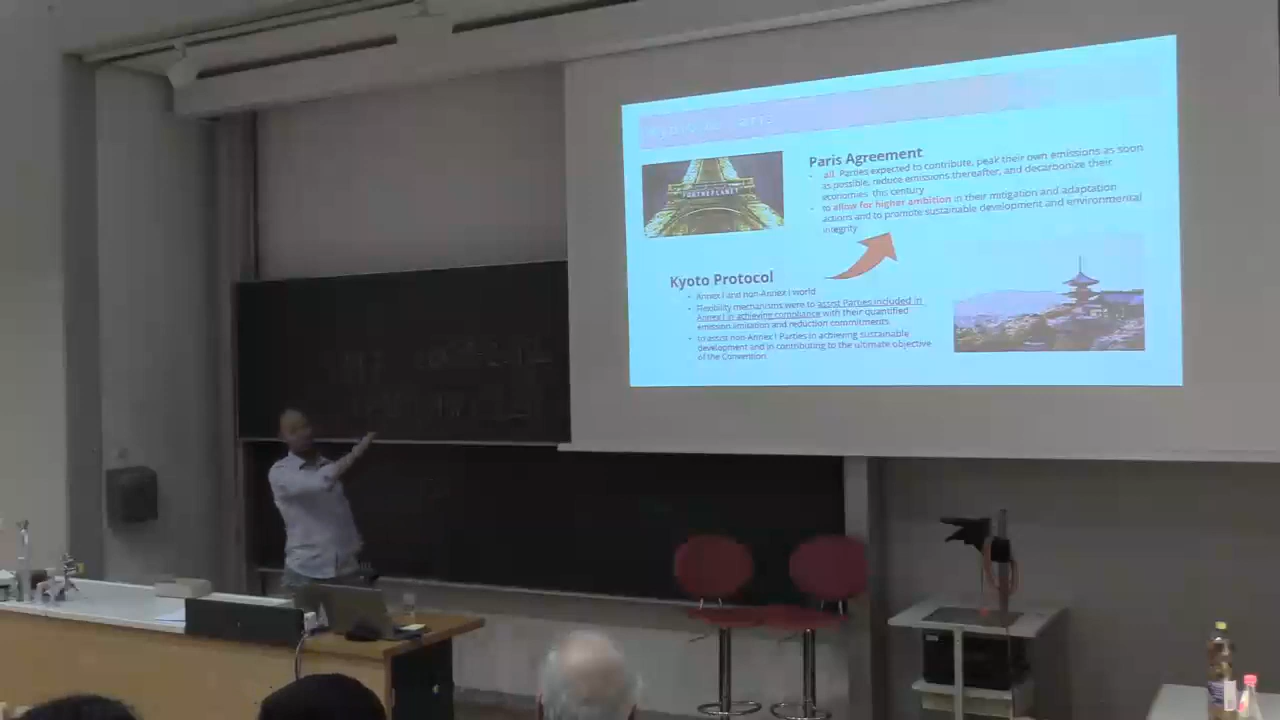 Kyoto to Paris
#FORTHEPLANET
Paris Agreement
• all Parties expected to contribute, peak their own emissions as soon
as possible, reduce emissions thereafter, and decarbonize their
economies this century
• to allow for higher ambition in their mitigation and adaptation
actions and to promote sustainable development and environmental
integrity
Kyoto Protocol
• Annex I and non-Annex I world
• Flexibility mechanisms were to assist Parties included in
Annex I in achieving compliance with their quantified
emission limitation and reduction commitments
• to assist non-Annex I Parties in achieving sustainable
development and in contributing to the ultimate objective
of the Convention